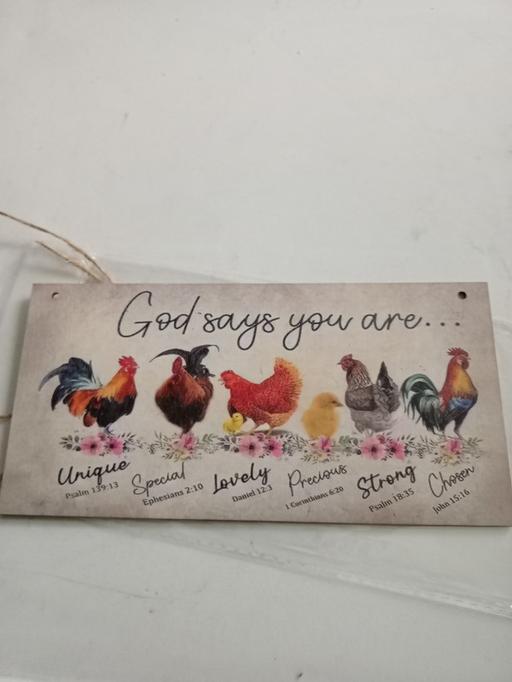 God says you are...
Unique
Psalm 139:13
Special
Ephesians 2:10
Lovely
Daniel 12:3
Precious
1 Corinthians 6:20
Strong
Psalm 18:35
Chosen
John 15:16